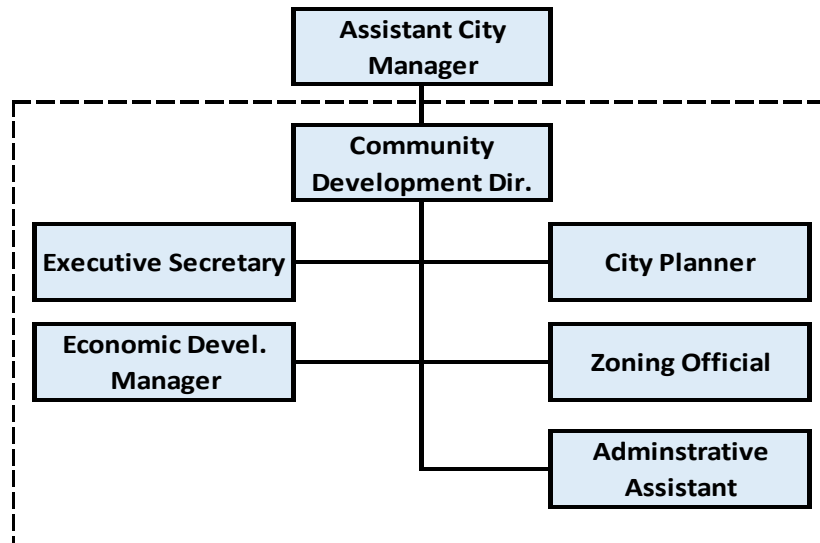 Assistant City
Manager
Community
Development Dir.
Executive Secretary
City Planner
Economic Devel.
Manager
Zoning Official
Adminstrative
Assistant